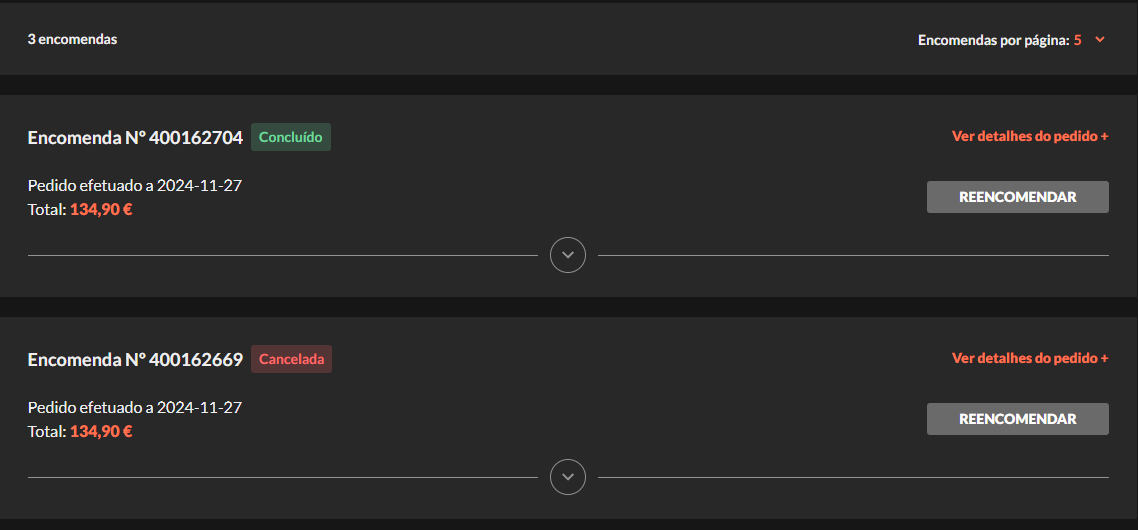 3 encomendas
Encomendas por página: 5
Encomenda Nº 400162704 Concluído
Ver detalhes do pedido +
Pedido efetuado a 2024-11-27
Total: 134,90 €
REENCOMENDAR
Encomenda Nº 400162669 Cancelada
Ver detalhes do pedido +
Pedido efetuado a 2024-11-27
Total: 134,90 €
REENCOMENDAR